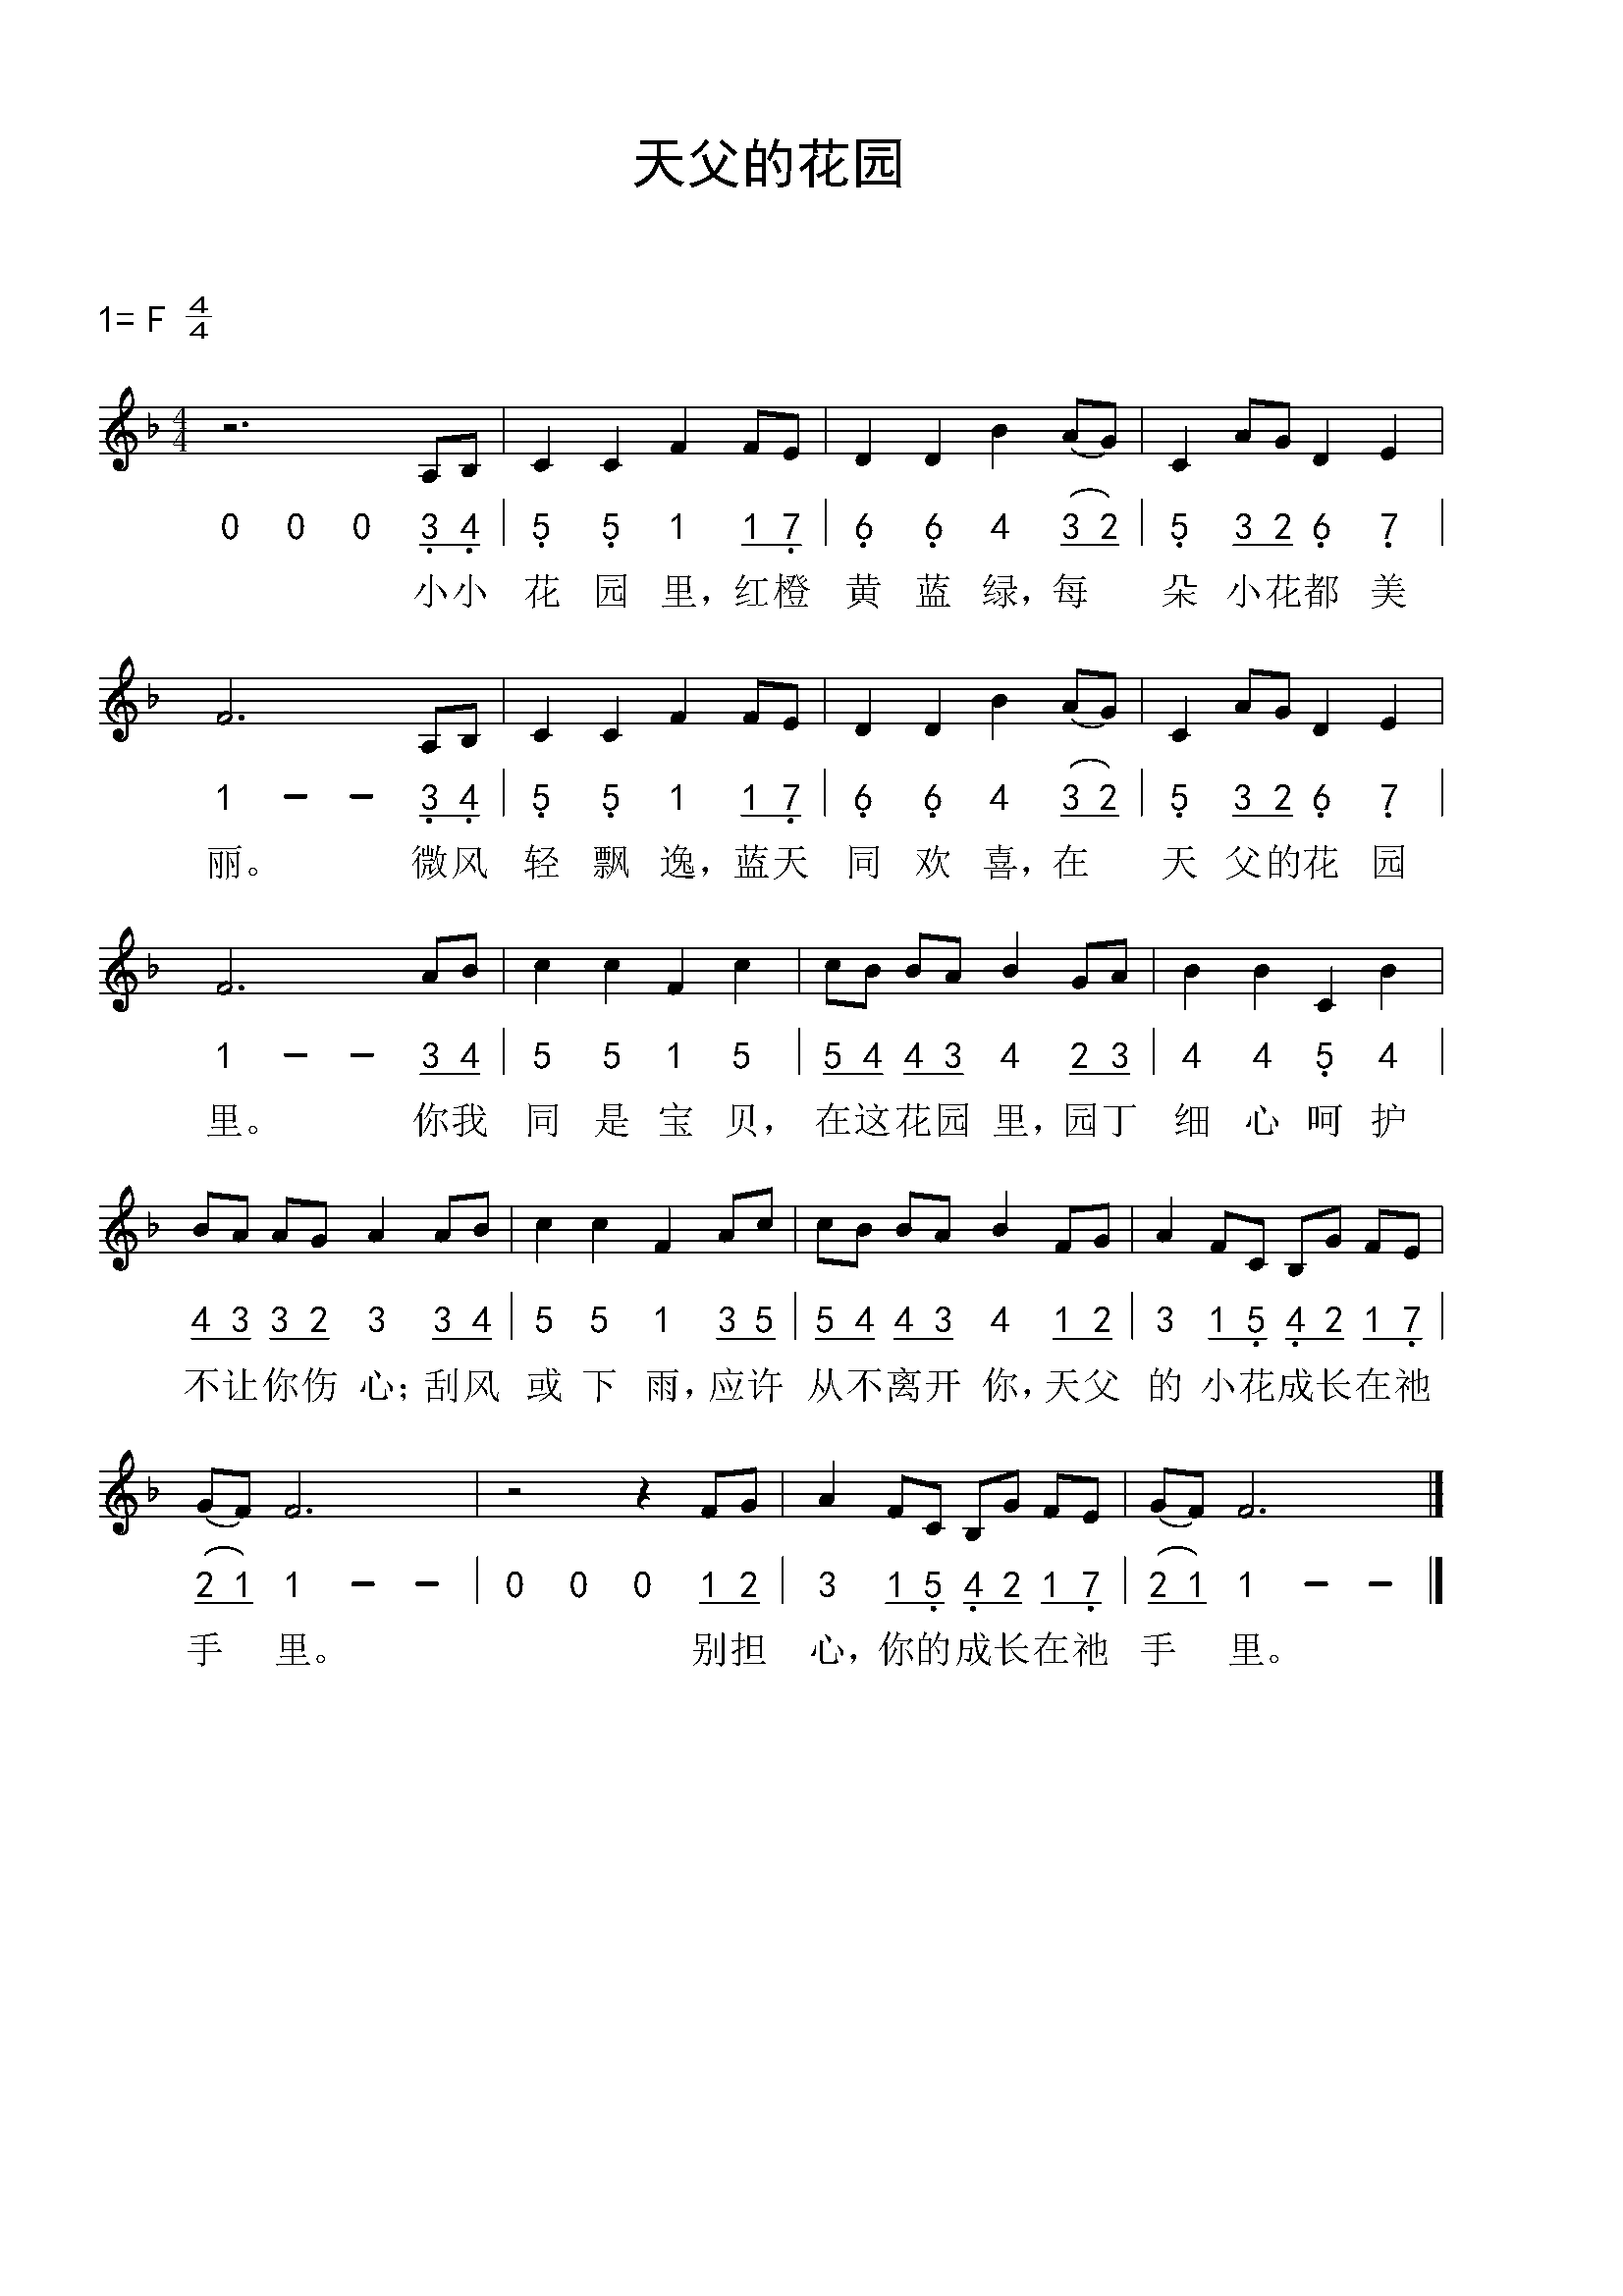 天父的花园
1= F 4/4
0 0 0 3 4 | 5 5 1 1 7 | 6 6 4 (3 2) | 5 3 2 6 7 |
小小 花 园 里，红橙 黄 蓝 绿，每 朵 小花都 美
1 - - 3 4 | 5 5 1 1 7 | 6 6 4 (3 2) | 5 3 2 6 7 |
丽。 微风 轻 飘 逸，蓝天 同 欢 喜，在 天 父的花 园
1 - - 3 4 | 5 5 1 5 | 5 4 4 3 4 2 3 | 4 4 5 4 |
里。 你我 同 是 宝 贝，在这花园 里，园丁 细 心 呵 护
4 3 3 2 3 3 4 | 5 5 1 3 5 | 5 4 4 3 4 1 2 | 3 1 5 4 2 1 7 |
不让你伤 心；刮风 或 下 雨，应许 从不离开 你，天父 的 小花成长在祂
(2 1) 1 - - | 0 0 0 1 2 | 3 1 5 4 2 1 7 | (2 1) 1 - - |
手 里。 别担 心，你的成长在祂 手 里。